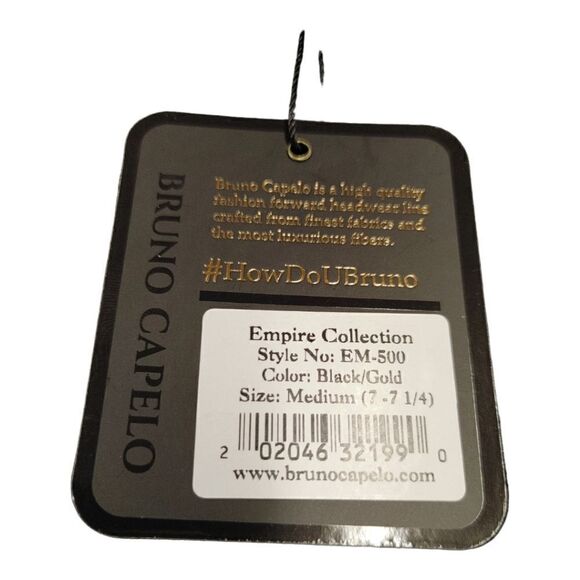 BRUNO CAPELO
Bruno Capelo is a high quality
fashion forward headwear line
crafted from finest fabrics and
the most luxurious fibers.
#HowDoUBruno
Empire Collection
Style No: EM-500
Color: Black/Gold
Size: Medium (7 -7 1/4)
2 02046 32199 0
www.brunocapelo.com